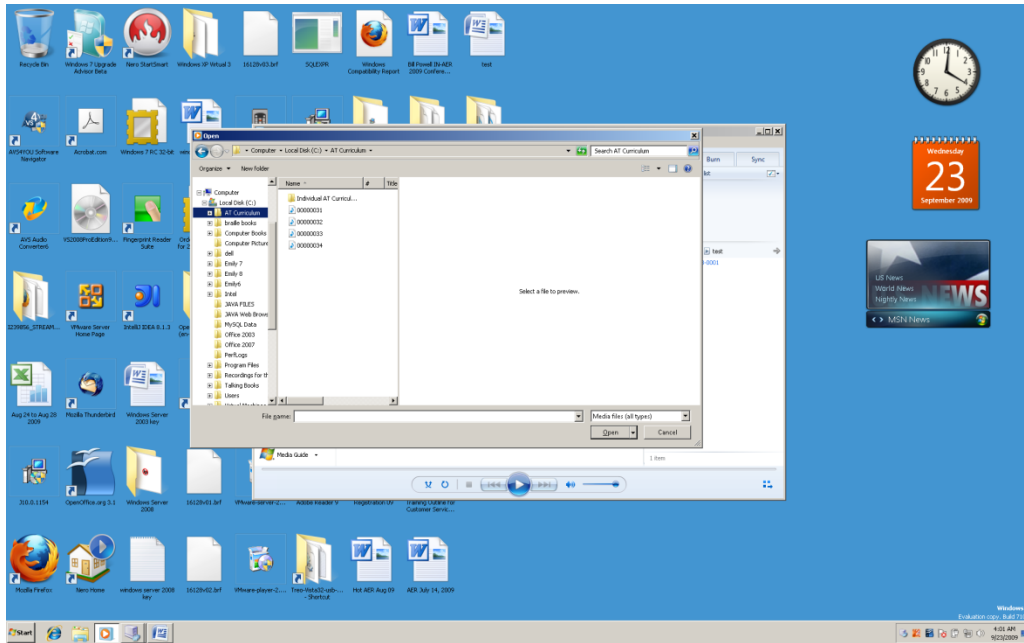 Recycle Bin
Windows 7 Upgrade
Advisor Beta
Nero StartSmart
Windows XP Virtual 3
16128v03.brf
SQLEXPR
Windows
Compatibility Report
Bill Powell IN-AER
2009 Confere...
test
AVS4YOU Software
Navigator
Acrobat.com
Windows 7 RC 32-bit
Open
Computer
Local Disk (C:)
AT Curriculum
Search AT Curriculum
Organize
New folder
Burn
Sync
Name
#
Title
Computer
Local Disk (C:)
AT Curriculum
braille books
Computer Books
Computer Picture
dell
Emily 7
Emily 8
Emily6
Intel
JAVA FILES
JAVA Web Brows
MySQL Data
Office 2003
Office 2007
PerfLogs
Program Files
Recordings for th
Talking Books
Users
Individual AT Curricul...
00000031
00000032
00000033
00000034
Select a file to preview.
test
File name:
Media files (all types)
Open
Cancel
Media Guide
1 item
AVS Audio
Converter6
VS2008ProEdition9...
Fingerprint Reader
Suite
1239856_STREAM...
VMware Server
Home Page
IntelliJ IDEA 8.1.3
Aug 24 to Aug 28
2009
Mozilla Thunderbird
Windows Server
2003 key
J10.0.1154
OpenOffice.org 3.1
Windows Server
2008
16128v01.brf
VMware-server-2...
Adobe Reader 9
Registration 09
Training Outline for
Customer Servic...
Mozilla Firefox
Nero Home
windows server 2008
key
16128v02.brf
VMware-player-2...
Treo-Vista32-usb-...
- Shortcut
Hot AER Aug 09
AER July 14, 2009
Wednesday
23
September 2009
US News
World News
Nightly News
NEWS
MSN News
Windows
Evaluation copy. Build 710
Start
4:01 AM
9/23/2009